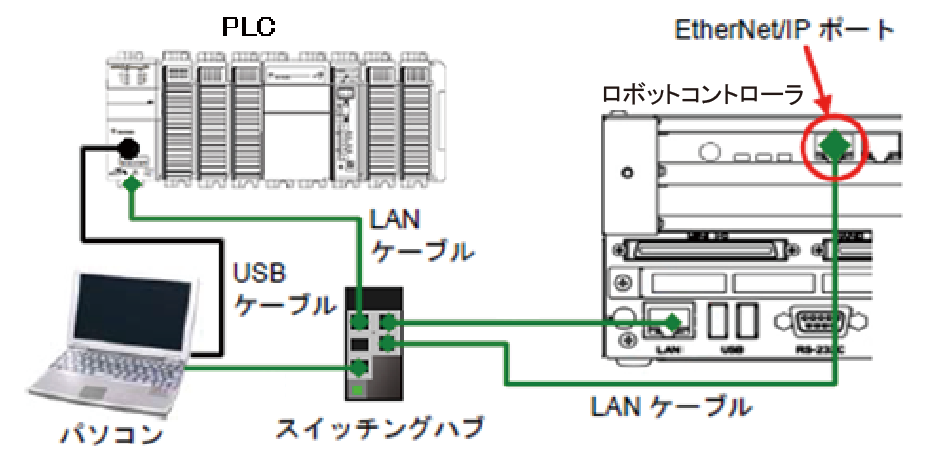 PLC
EtherNet/IP ポート
ロボットコントローラ
LAN
ケーブル
USB
ケーブル
LAN
USB
RS-232C
LAN ケーブル
パソコン
スイッチングハブ